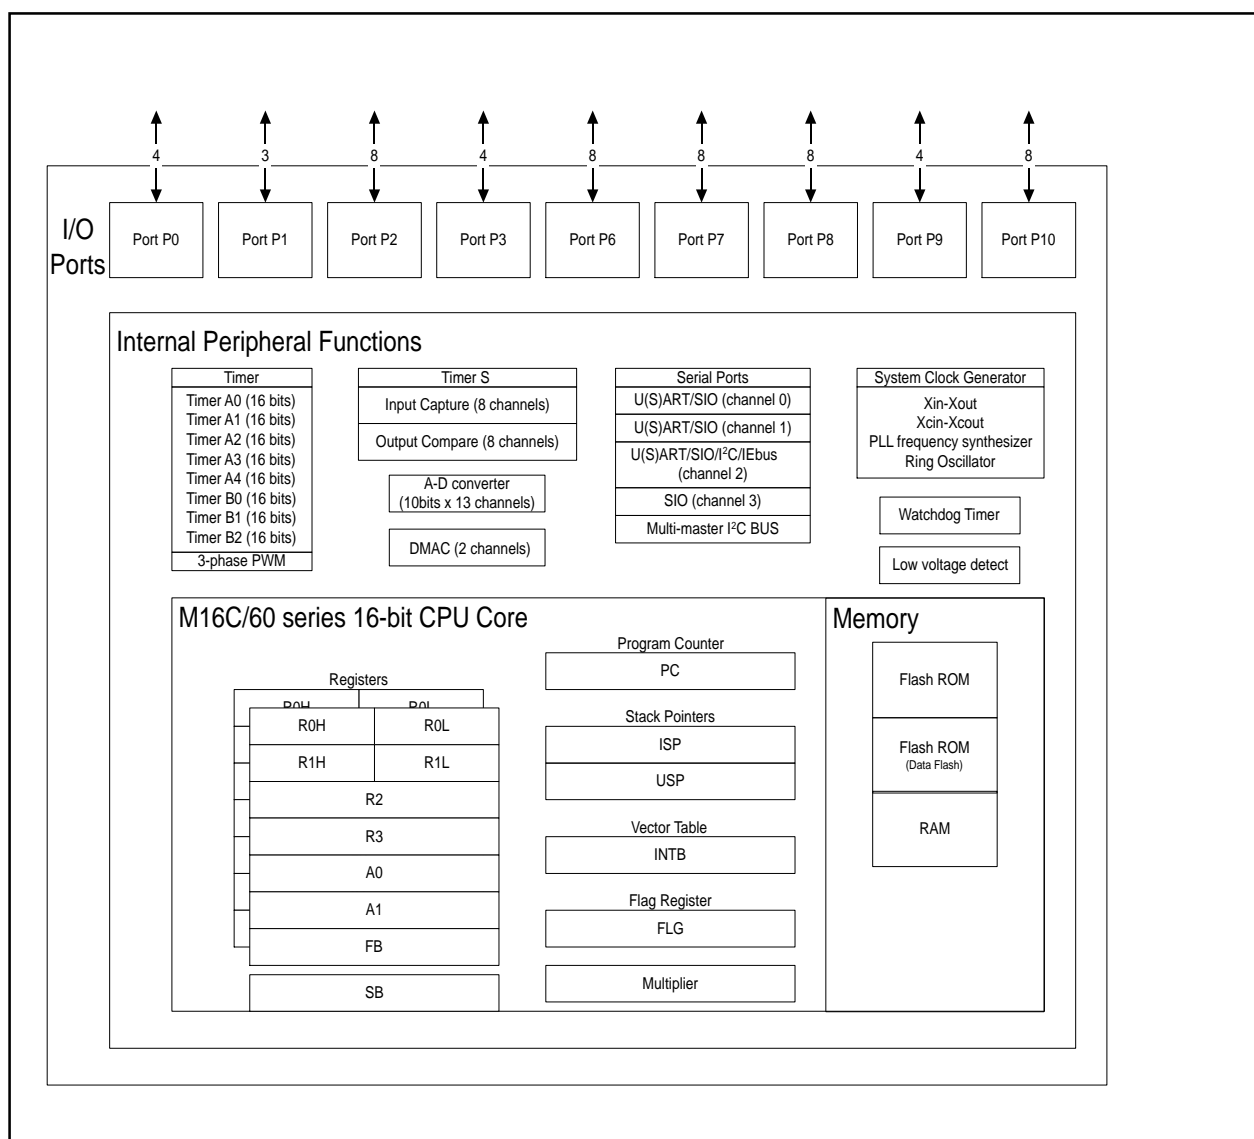 4 3 8 4 8 8 8 4 8
I/O
Ports
Port P0 Port P1 Port P2 Port P3 Port P6 Port P7 Port P8 Port P9 Port P10
Internal Peripheral Functions
Timer
Timer A0 (16 bits)
Timer A1 (16 bits)
Timer A2 (16 bits)
Timer A3 (16 bits)
Timer A4 (16 bits)
Timer B0 (16 bits)
Timer B1 (16 bits)
Timer B2 (16 bits)
3-phase PWM
Timer S
Input Capture (8 channels)
Output Compare (8 channels)
A-D converter
(10bits x 13 channels)
DMAC (2 channels)
Serial Ports
U(S)ART/SIO (channel 0)
U(S)ART/SIO (channel 1)
U(S)ART/SIO/I²C/IEbus
(channel 2)
SIO (channel 3)
Multi-master I²C BUS
System Clock Generator
Xin-Xout
Xcin-Xcout
PLL frequency synthesizer
Ring Oscillator
Watchdog Timer
Low voltage detect
M16C/60 series 16-bit CPU Core
Registers
R0H R0L
R0H R0L
R1H R1L
R2
R3
A0
A1
FB
SB
Program Counter
PC
Stack Pointers
ISP
USP
Vector Table
INTB
Flag Register
FLG
Multiplier
Memory
Flash ROM
Flash ROM
(Data Flash)
RAM